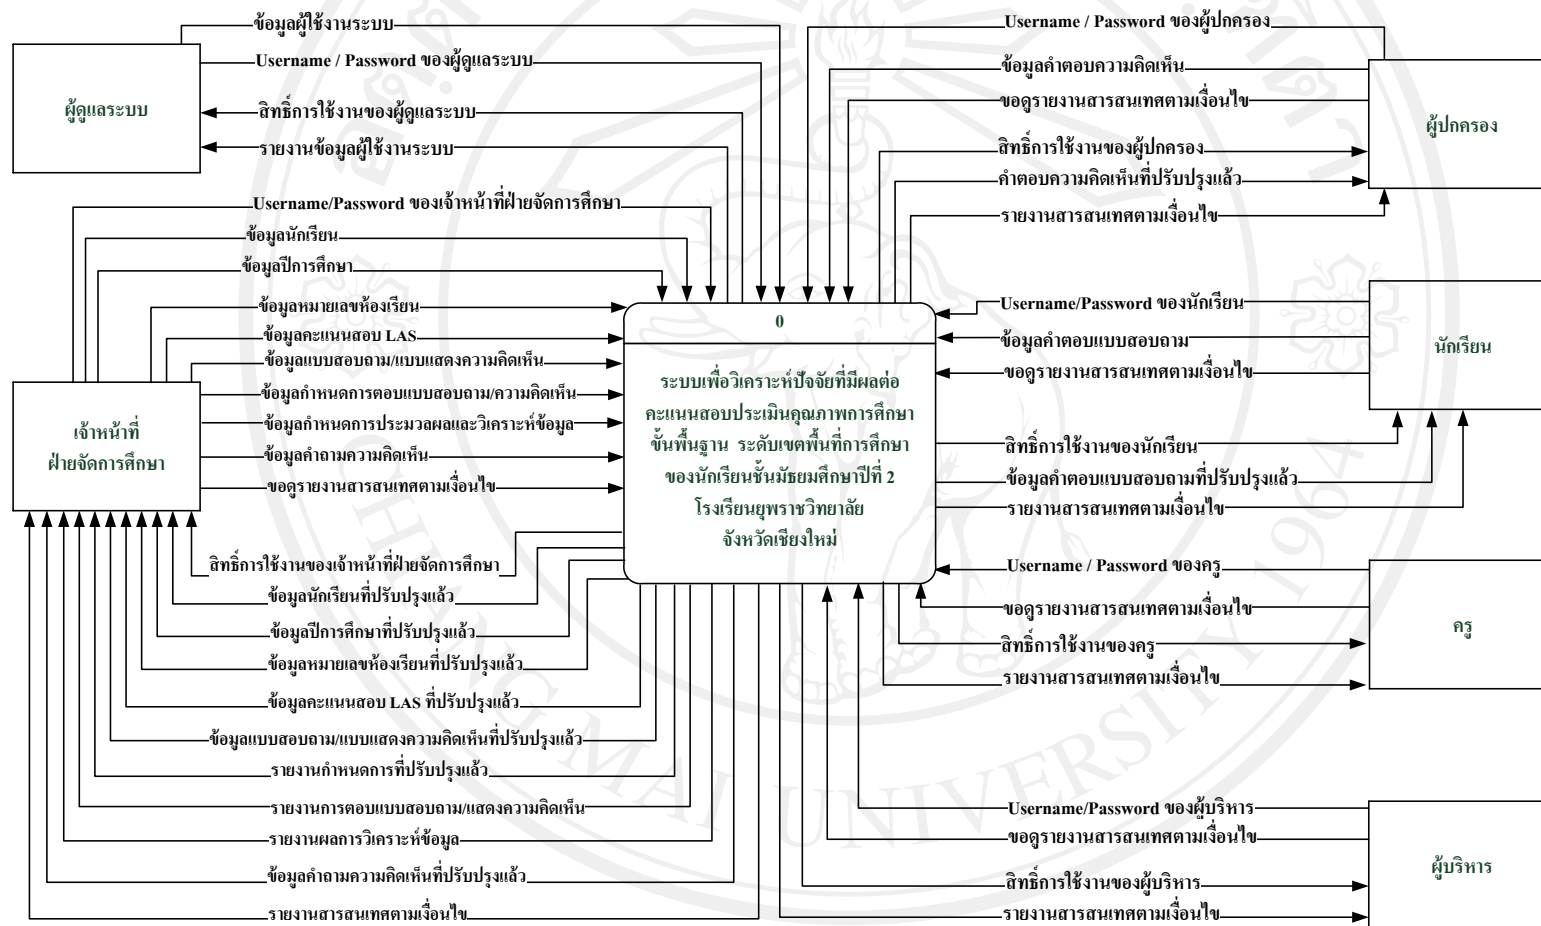 ข้อมูลผู้ใช้งานระบบ
Username / Password ของผู้ดูแลระบบ
ผู้ดูแลระบบ
สิทธิ์การใช้งานของผู้ดูแลระบบ
รายงานข้อมูลผู้ใช้งานระบบ
Username/Password ของเจ้าหน้าที่ฝ่ายจัดการศึกษา
ข้อมูลนักเรียน
ข้อมูลปีการศึกษา
ข้อมูลหมายเลขห้องเรียน
ข้อมูลคะแนนสอบ LAS
ข้อมูลแบบสอบถาม/แบบแสดงความคิดเห็น
ข้อมูลกำหนดการตอบแบบสอบถาม/ความคิดเห็น
ข้อมูลกำหนดการประมวลผลและวิเคราะห์ข้อมูล
ข้อมูลคำถามความคิดเห็น
ขอดูรายงานสารสนเทศตามเงื่อนไข
เจ้าหน้าที่
ฝ่ายจัดการศึกษา
สิทธิ์การใช้งานของเจ้าหน้าที่ฝ่ายจัดการศึกษา
ข้อมูลนักเรียนที่ปรับปรุงแล้ว
ข้อมูลปีการศึกษาที่ปรับปรุงแล้ว
ข้อมูลหมายเลขห้องเรียนที่ปรับปรุงแล้ว
ข้อมูลคะแนนสอบ LAS ที่ปรับปรุงแล้ว
ข้อมูลแบบสอบถาม/แบบแสดงความคิดเห็นที่ปรับปรุงแล้ว
รายงานกำหนดการที่ปรับปรุงแล้ว
รายงานการตอบแบบสอบถาม/แสดงความคิดเห็น
รายงานผลการวิเคราะห์ข้อมูล
ข้อมูลคำถามความคิดเห็นที่ปรับปรุงแล้ว
รายงานสารสนเทศตามเงื่อนไข
0
ระบบเพื่อวิเคราะห์ปัจจัยที่มีผลต่อ
คะแนนสอบประเมินคุณภาพการศึกษา
ขั้นพื้นฐาน ระดับเขตพื้นที่การศึกษา
ของนักเรียนชั้นมัธยมศึกษาปีที่ 2
โรงเรียนยุพราชวิทยาลัย
จังหวัดเชียงใหม่
Username / Password ของผู้ปกครอง
ข้อมูลคำตอบความคิดเห็น
ขอดูรายงานสารสนเทศตามเงื่อนไข
ผู้ปกครอง
สิทธิ์การใช้งานของผู้ปกครอง
คำตอบความคิดเห็นที่ปรับปรุงแล้ว
รายงานสารสนเทศตามเงื่อนไข
Username/Password ของนักเรียน
ข้อมูลคำตอบแบบสอบถาม
นักเรียน
ขอดูรายงานสารสนเทศตามเงื่อนไข
สิทธิ์การใช้งานของนักเรียน
ข้อมูลคำตอบแบบสอบถามที่ปรับปรุงแล้ว
รายงานสารสนเทศตามเงื่อนไข
Username / Password ของครู
ขอดูรายงานสารสนเทศตามเงื่อนไข
ครู
สิทธิ์การใช้งานของครู
รายงานสารสนเทศตามเงื่อนไข
Username/Password ของผู้บริหาร
ขอดูรายงานสารสนเทศตามเงื่อนไข
ผู้บริหาร
สิทธิ์การใช้งานของผู้บริหาร
รายงานสารสนเทศตามเงื่อนไข
CHIANG MAI UNIVERSITY 1964